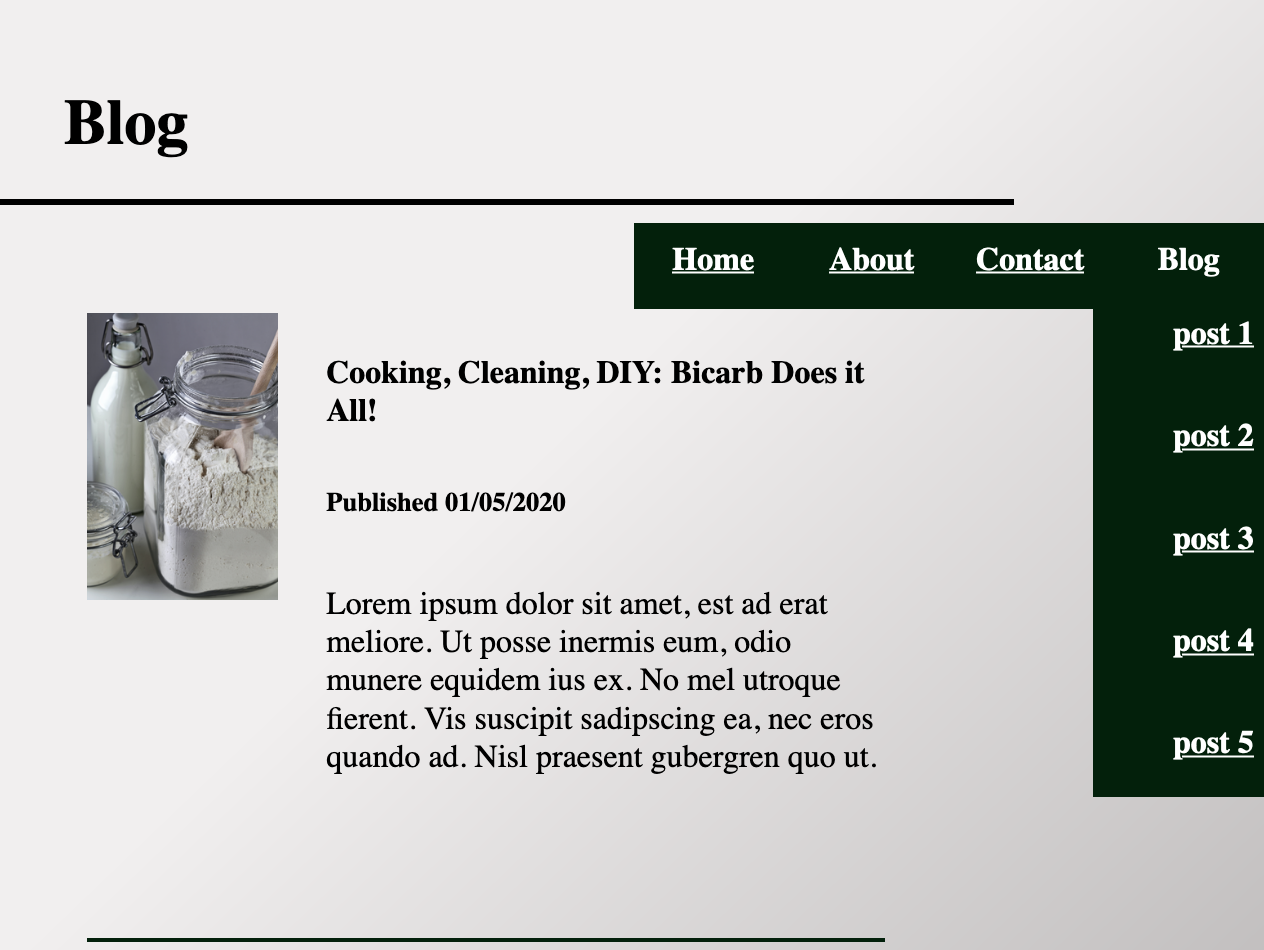 Blog
Home About Contact Blog
post 1
post 2
post 3
post 4
post 5
Cooking, Cleaning, DIY: Bicarb Does it
All!
Published 01/05/2020
Lorem ipsum dolor sit amet, est ad erat
meliore. Ut posse inermis eum, odio
munere equidem ius ex. No mel utroque
fierent. Vis suscipit sadipscing ea, nec eros
quando ad. Nisl praesent gubergren quo ut.